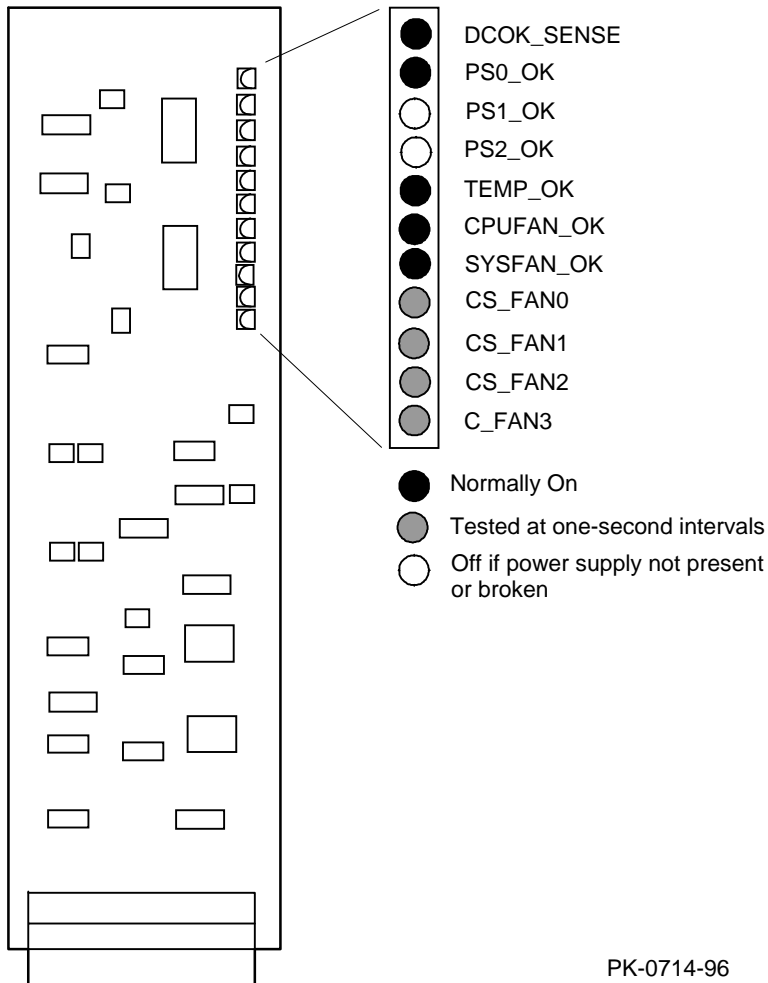 DCOK_SENSE
PS0_OK
PS1_OK
PS2_OK
TEMP_OK
CPUFAN_OK
SYSFAN_OK
CS_FAN0
CS_FAN1
CS_FAN2
C_FAN3
Normally On
Tested at one-second intervals
Off if power supply not present
or broken
PK-0714-96